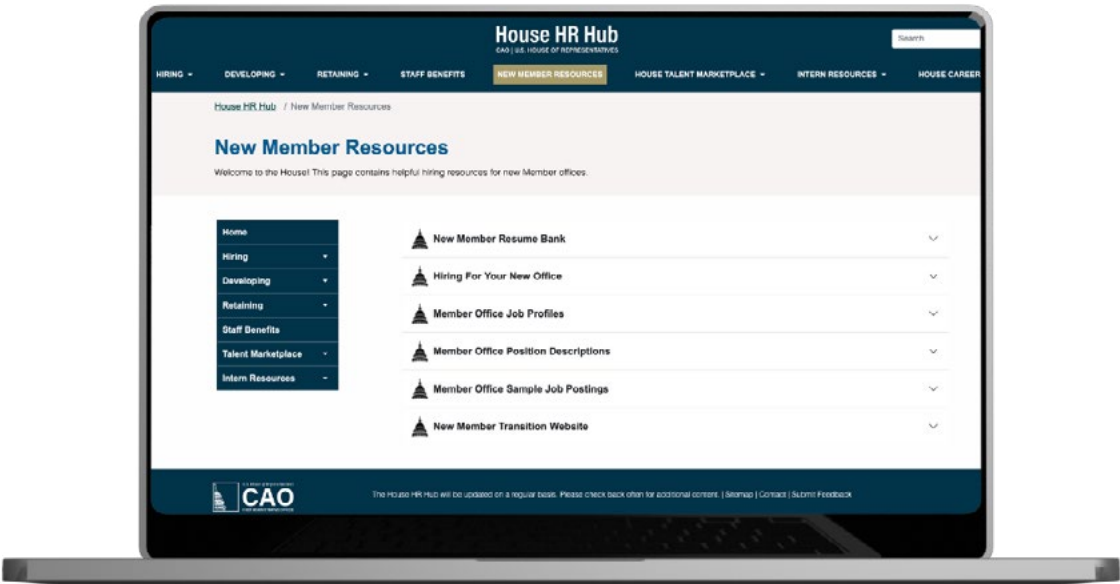 House HR Hub
CAO | U.S. HOUSE OF REPRESENTATIVES
Search
HIRING DEVELOPING RETAINING STAFF BENEFITS NEW MEMBER RESOURCES HOUSE TALENT MARKETPLACE INTERN RESOURCES HOUSE CAREER
House HR Hub / New Member Resources
New Member Resources
Welcome to the House! This page contains helpful hiring resources for new Member offices.
Home
Hiring
Developing
Retaining
Staff Benefits
Talent Marketplace
Intern Resources
New Member Resume Bank
Hiring For Your New Office
Member Office Job Profiles
Member Office Position Descriptions
Member Office Sample Job Postings
New Member Transition Website
CAO
The House HR Hub will be updated on a regular basis. Please check back often for additional content. | Sitemap | Contact | Submit Feedback